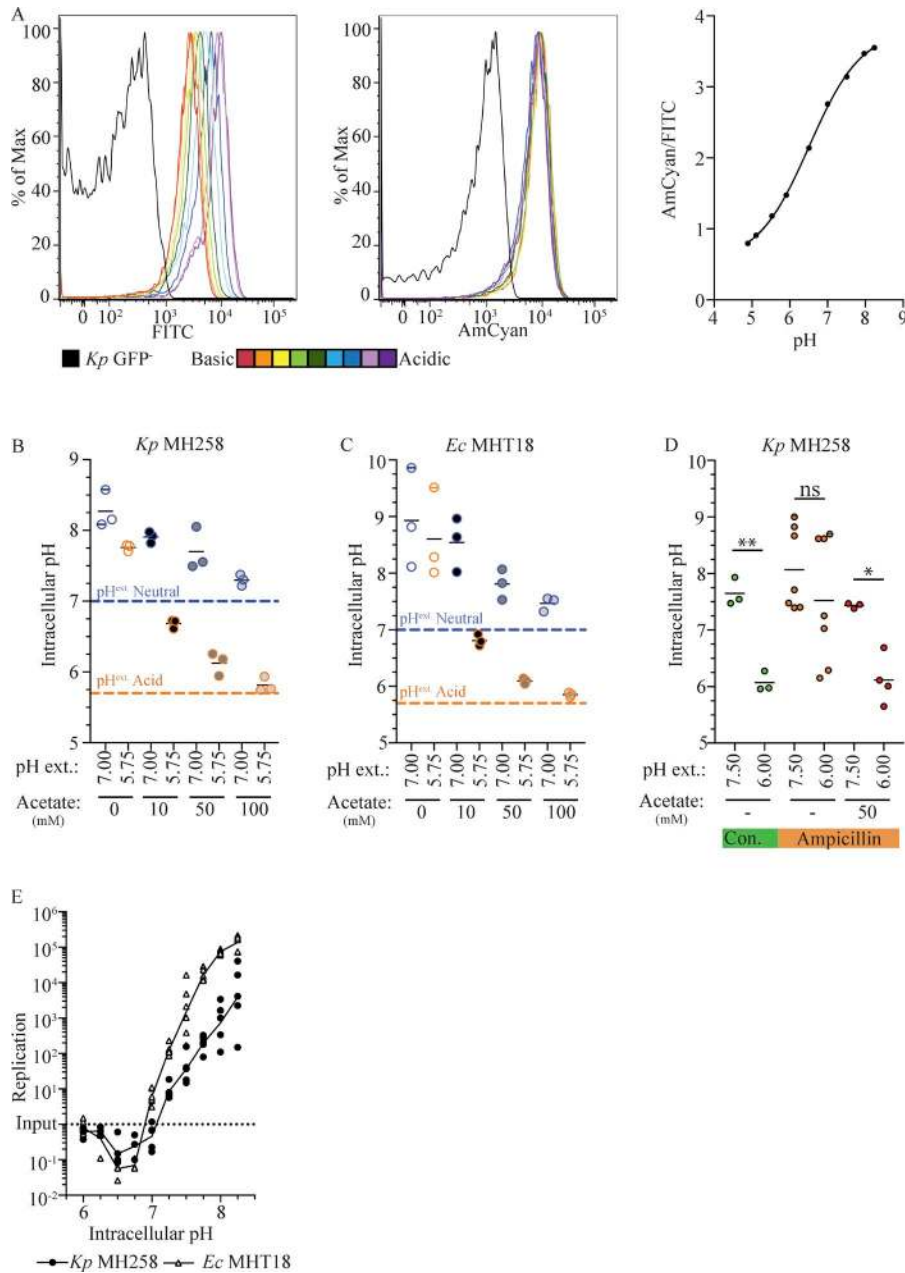 A
% of Max
100
80
60
40
20
0
0
10²
10³
10⁴
10⁵
FITC
% of Max
100
80
60
40
20
0
0
10²
10³
10⁴
10⁵
AmCyan
AmCyan/FITC
4
3
2
1
0
4 5 6 7 8 9
pH
Kp GFP⁻
Basic
Acidic
B
Kp MH258
Intracellular pH
9
8
7
6
5
pHᵉˣᵗ· Neutral
pHᵉˣᵗ· Acid
pH ext.: 7.00 5.75 7.00 5.75 7.00 5.75 7.00 5.75
Acetate: 0 10 50 100
(mM)
C
Ec MHT18
Intracellular pH
10
9
8
7
6
5
pHᵉˣᵗ· Neutral
pHᵉˣᵗ· Acid
pH ext.: 7.00 5.75 7.00 5.75 7.00 5.75 7.00 5.75
Acetate: 0 10 50 100
(mM)
D
Kp MH258
Intracellular pH
10
9
8
7
6
5
**
ns
*
pH ext.: 7.50 6.00 7.50 6.00 7.50 6.00
Acetate: - - 50
(mM)
Con. Ampicillin
E
Replication
10⁶
10⁵
10⁴
10³
10²
10¹
Input
10⁻¹
10⁻²
6 7 8
Intracellular pH
Kp MH258 Ec MHT18